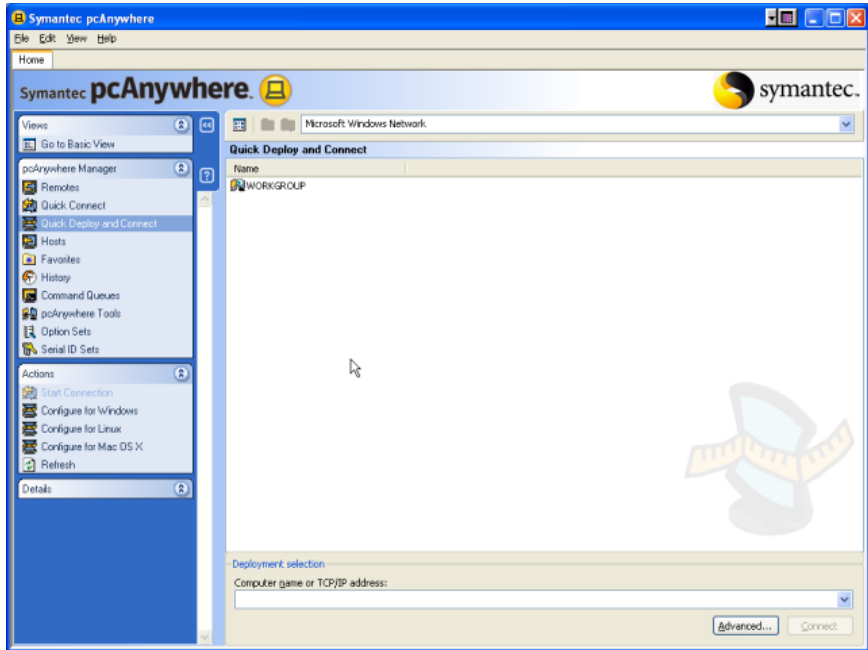 Symantec pcAnywhere
File Edit View Help
Home
Symantec pcAnywhere.
symantec.
Views
Go to Basic View
pcAnywhere Manager
Remotes
Quick Connect
Quick Deploy and Connect
Hosts
Favorites
History
Command Queues
pcAnywhere Tools
Option Sets
Serial ID Sets
Actions
Start Connection
Configure for Windows
Configure for Linux
Configure for Mac OS X
Refresh
Details
<<
?
Microsoft Windows Network
Quick Deploy and Connect
Name
WORKGROUP
Deployment selection
Computer name or TCP/IP address:
Advanced... Connect